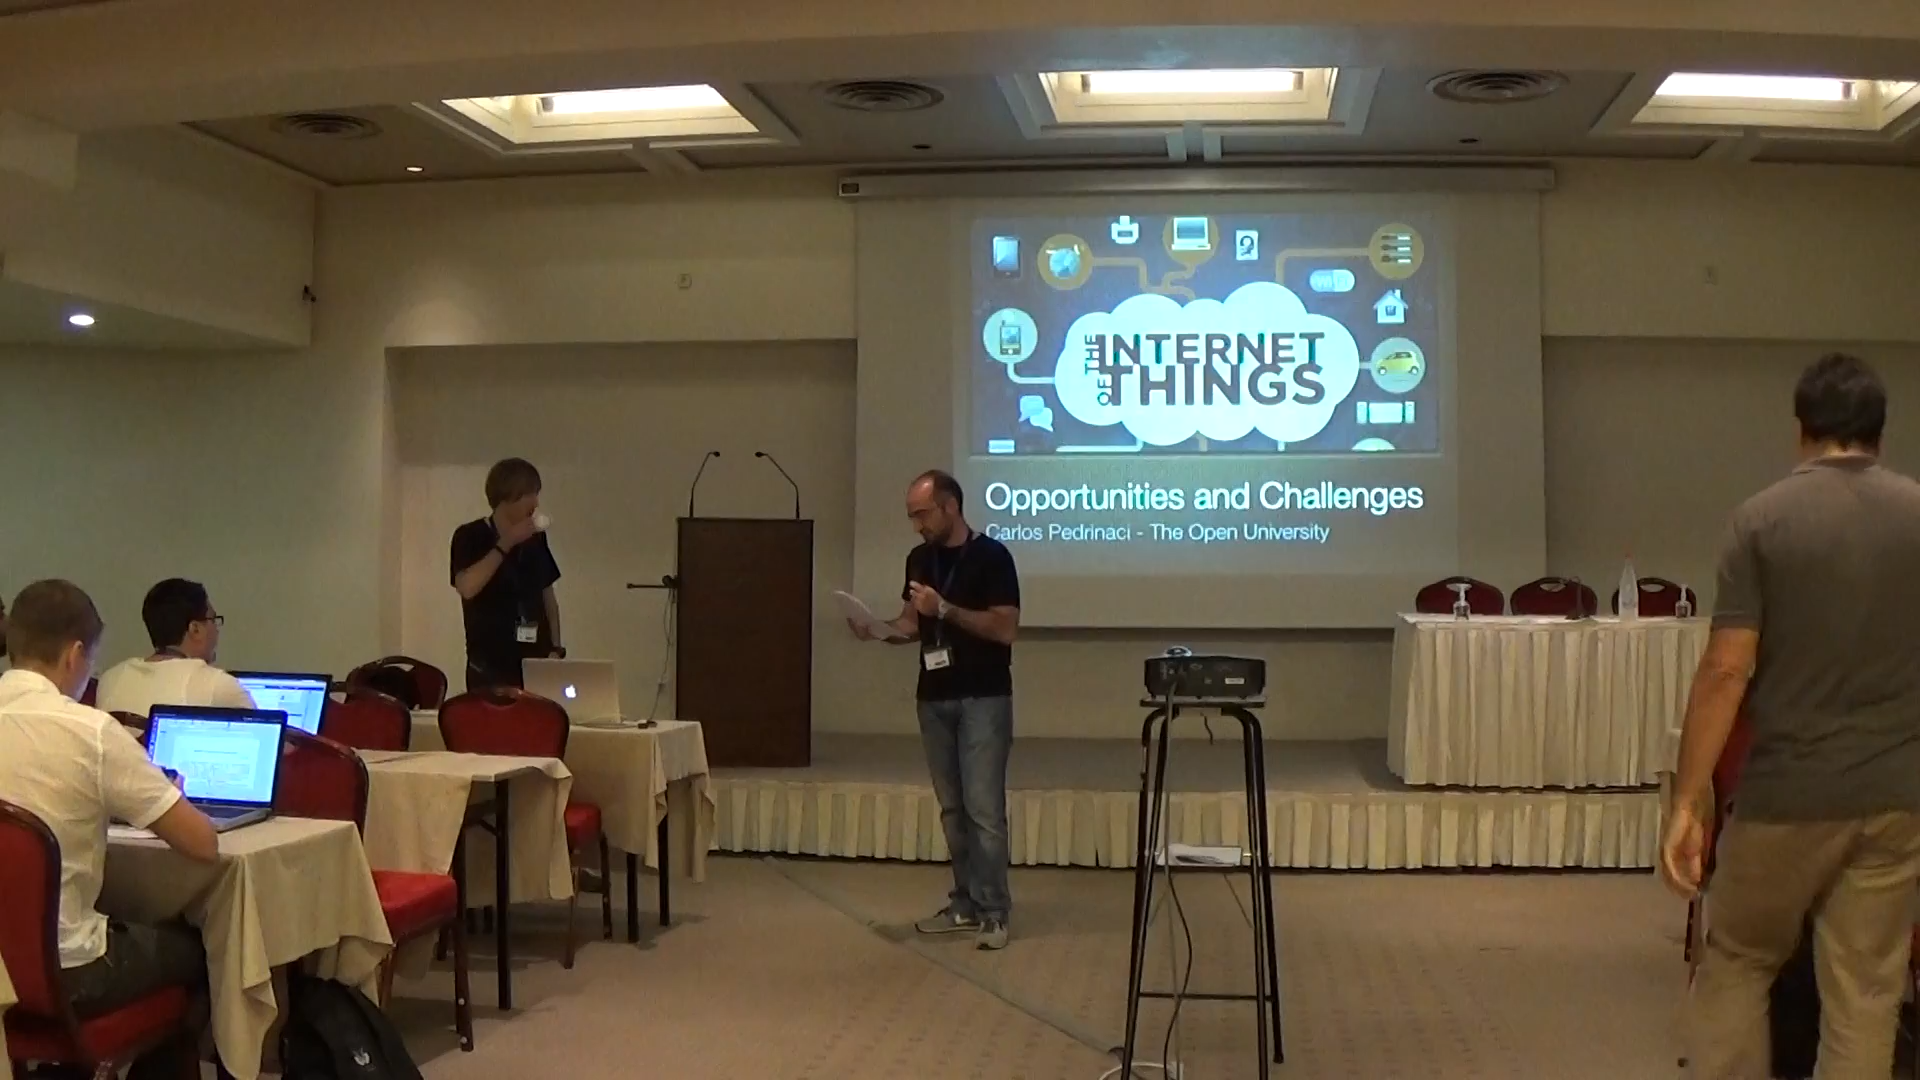 THE INTERNET
OF THINGS
Opportunities and Challenges
Carlos Pedrinaci - The Open University